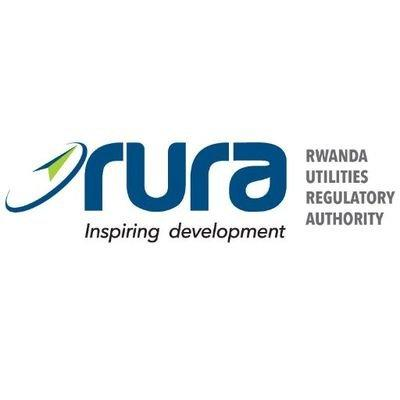 rura
Inspiring development
RWANDA
UTILITIES
REGULATORY
AUTHORITY